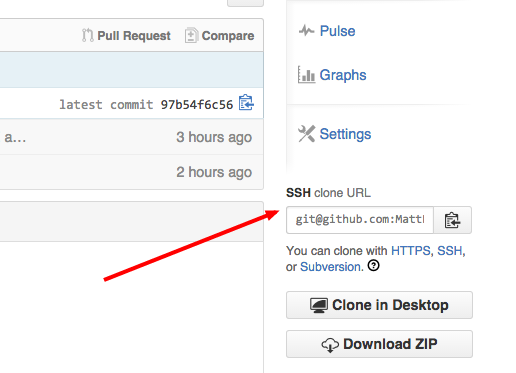 Pull Request Compare
latest commit 97b54f6c56
a… 3 hours ago
2 hours ago
Pulse
Graphs
Settings
SSH clone URL
git@github.com:Matt
You can clone with HTTPS, SSH,
or Subversion. ?
Clone in Desktop
Download ZIP